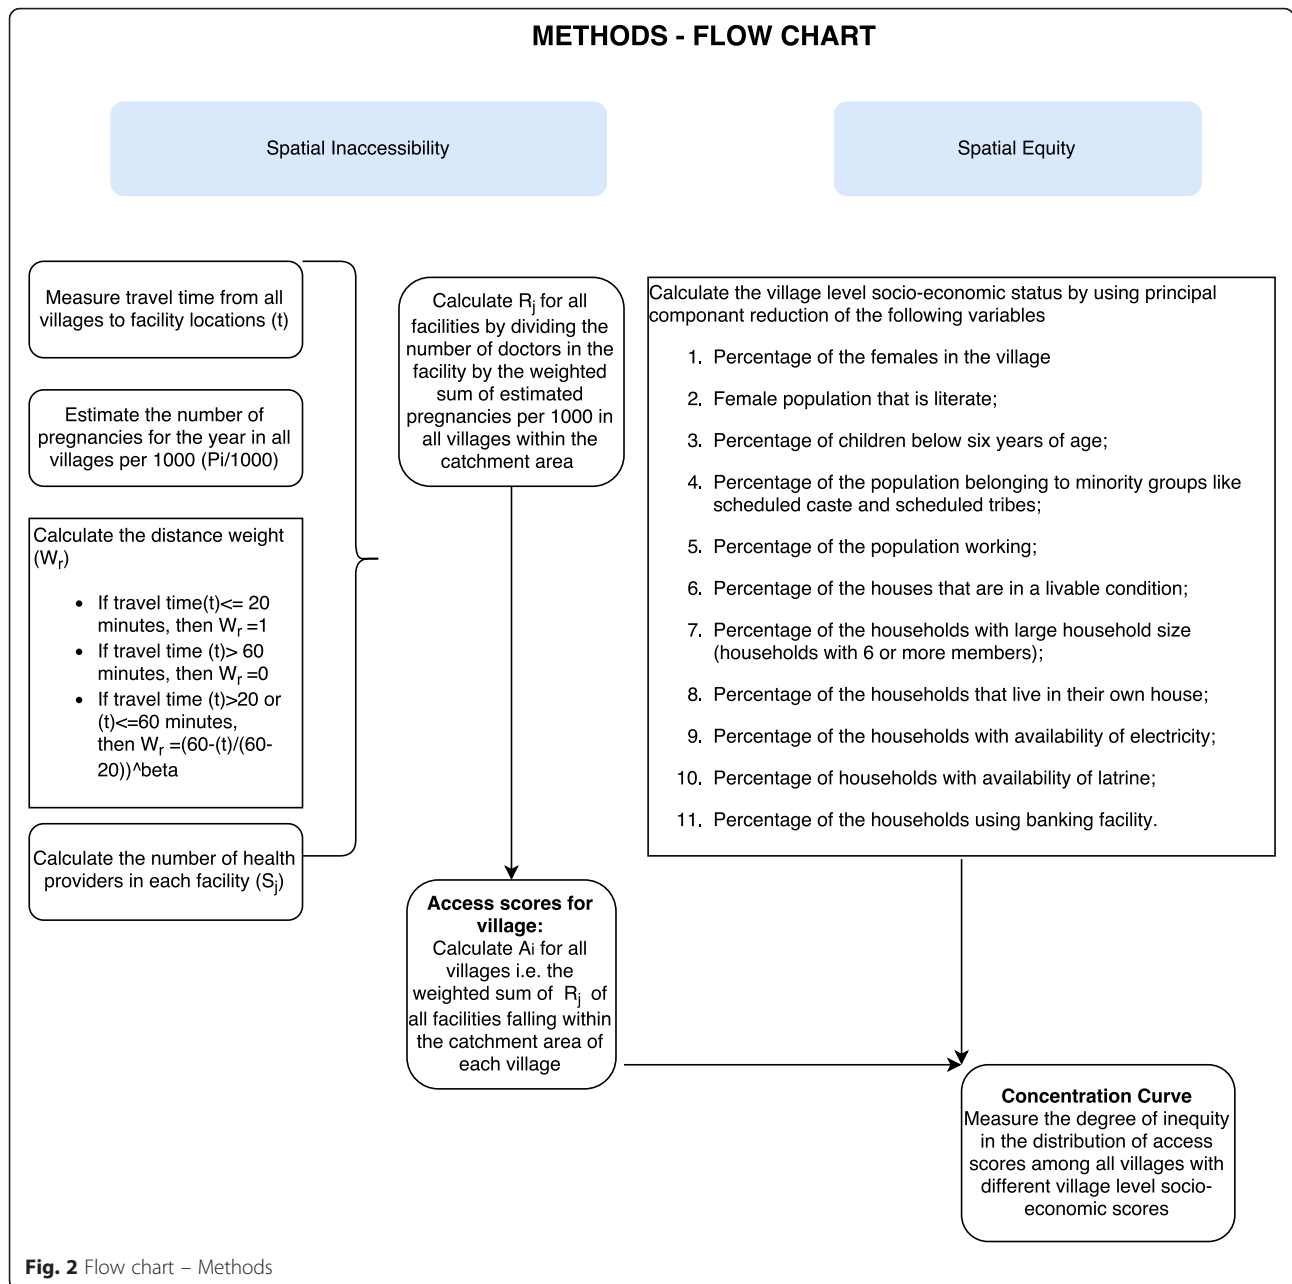 METHODS - FLOW CHART
Spatial Inaccessibility
Spatial Equity
Measure travel time from all
villages to facility locations (t)
Estimate the number of
pregnancies for the year in all
villages per 1000 (Pi/1000)
Calculate the distance weight
(Wr)
• If travel time(t)<= 20
minutes, then Wr =1
• If travel time (t)> 60
minutes, then Wr =0
• If travel time (t)>20 or
(t)<=60 minutes,
then Wr =(60-(t)/(60-
20))^beta
Calculate the number of health
providers in each facility (Sj)
Calculate Rj for all
facilities by dividing the
number of doctors in the
facility by the weighted
sum of estimated
pregnancies per 1000 in
all villages within the
catchment area
Access scores for
village:
Calculate Ai for all
villages i.e. the
weighted sum of Rj of
all facilities falling within
the catchment area of
each village
Calculate the village level socio-economic status by using principal
componant reduction of the following variables
1. Percentage of the females in the village
2. Female population that is literate;
3. Percentage of children below six years of age;
4. Percentage of the population belonging to minority groups like
scheduled caste and scheduled tribes;
5. Percentage of the population working;
6. Percentage of the houses that are in a livable condition;
7. Percentage of the households with large household size
(households with 6 or more members);
8. Percentage of the households that live in their own house;
9. Percentage of the households with availability of electricity;
10. Percentage of households with availability of latrine;
11. Percentage of the households using banking facility.
Concentration Curve
Measure the degree of inequity
in the distribution of access
scores among all villages with
different village level socio-
economic scores
Fig. 2 Flow chart – Methods